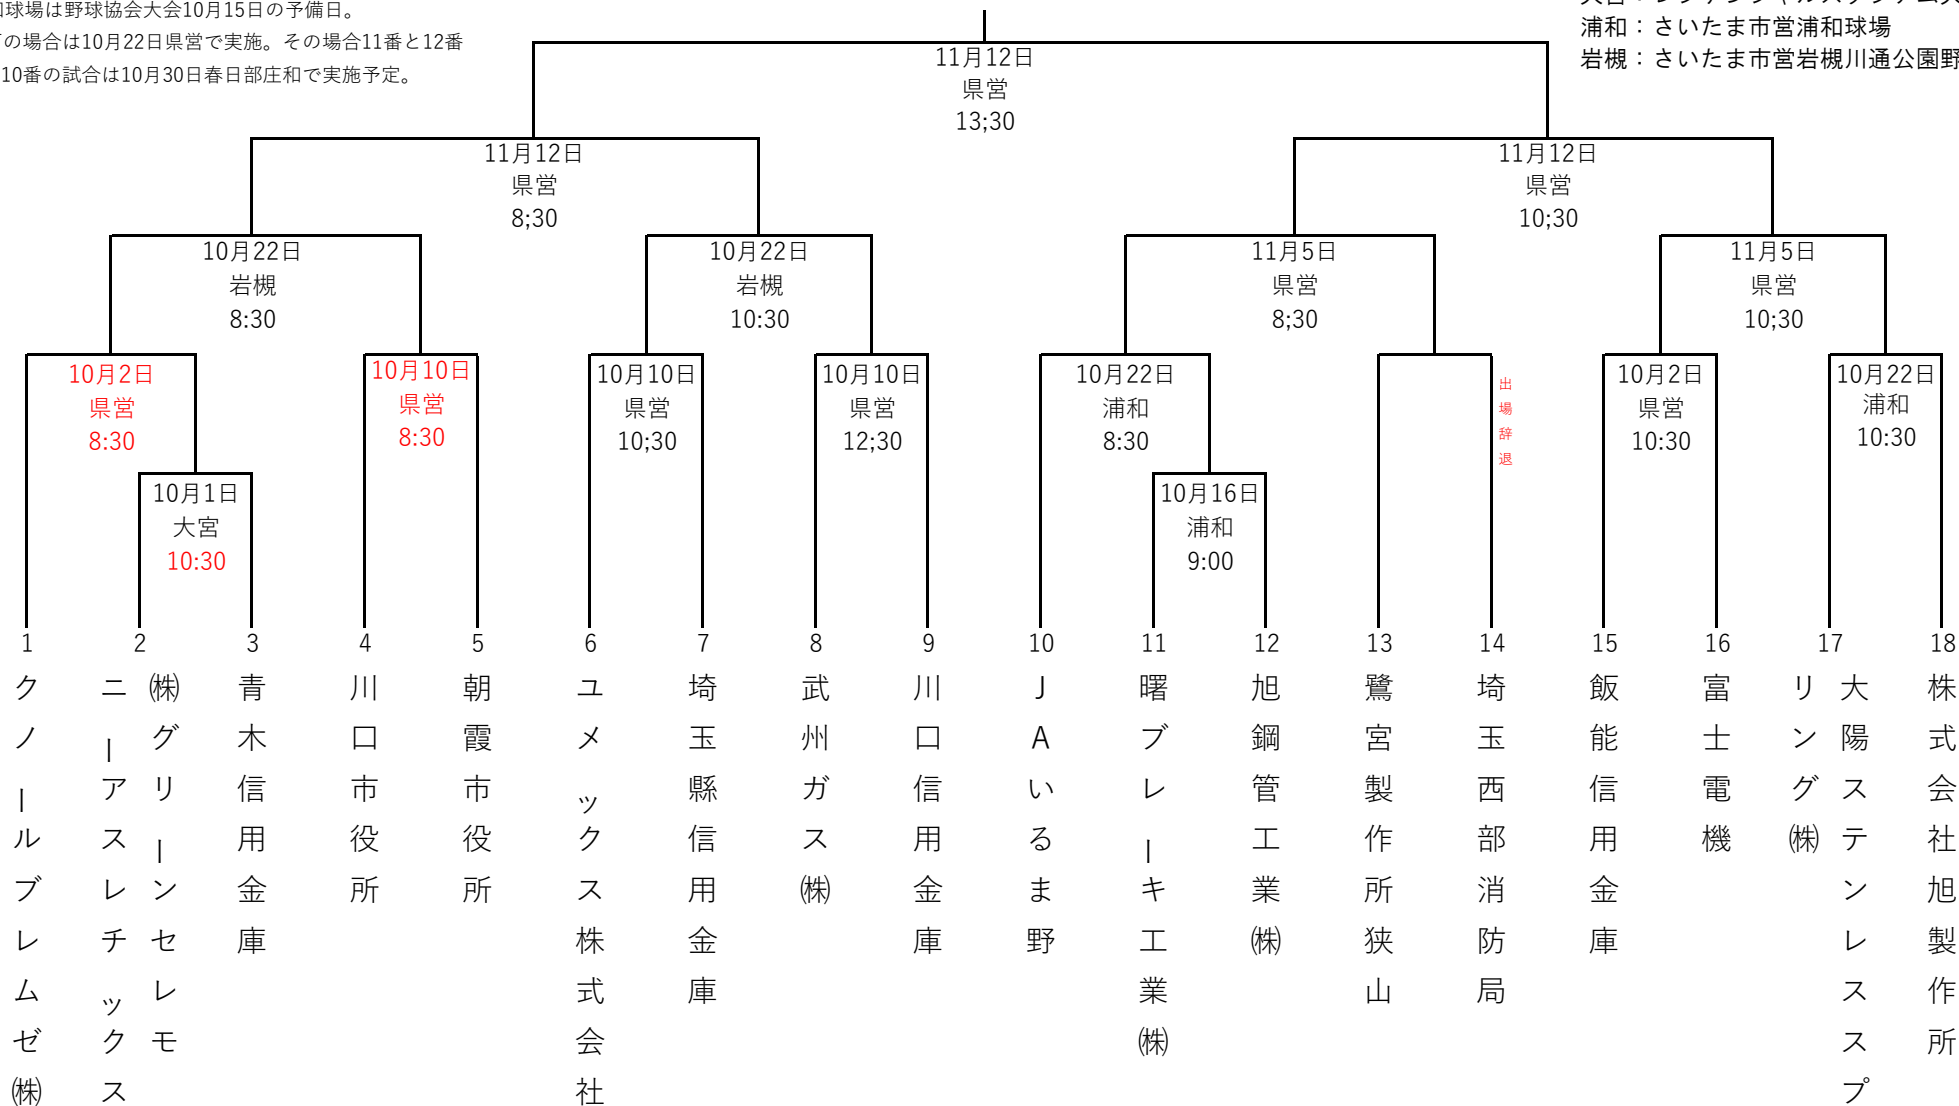 球場は野球協会大会10月15日の予備日。
の場合は10月22日県営で実施。その場合11番と12番
10番の試合は10月30日春日部庄和で実施予定。
浦和：さいたま市営浦和球場
岩槻：さいたま市営岩槻川通公園野
11月12日
県営
13;30
11月12日
県営
8;30
11月12日
県営
10;30
10月22日
岩槻
8:30
10月22日
岩槻
10:30
11月5日
県営
8;30
11月5日
県営
10;30
10月2日
県営
8:30
10月10日
県営
8:30
10月10日
県営
10;30
10月10日
県営
12;30
10月22日
浦和
8:30
出場辞退
10月2日
県営
10:30
10月22日
浦和
10:30
10月1日
大宮
10:30
10月16日
浦和
9:00
1
クノールブレムゼ㈱
2
㈱グリーンセレモ
ニーアスレチックス
3
青木信用金庫
4
川口市役所
5
朝霞市役所
6
ユメックス株式会社
7
埼玉縣信用金庫
8
武州ガス㈱
9
川口信用金庫
10
JAいるま野
11
曙ブレーキ工業㈱
12
旭鋼管工業㈱
13
鷺宮製作所狭山
14
埼玉西部消防局
15
飯能信用金庫
16
富士電機
17
大陽ステンレススプ
リング㈱
18
株式会社旭製作所